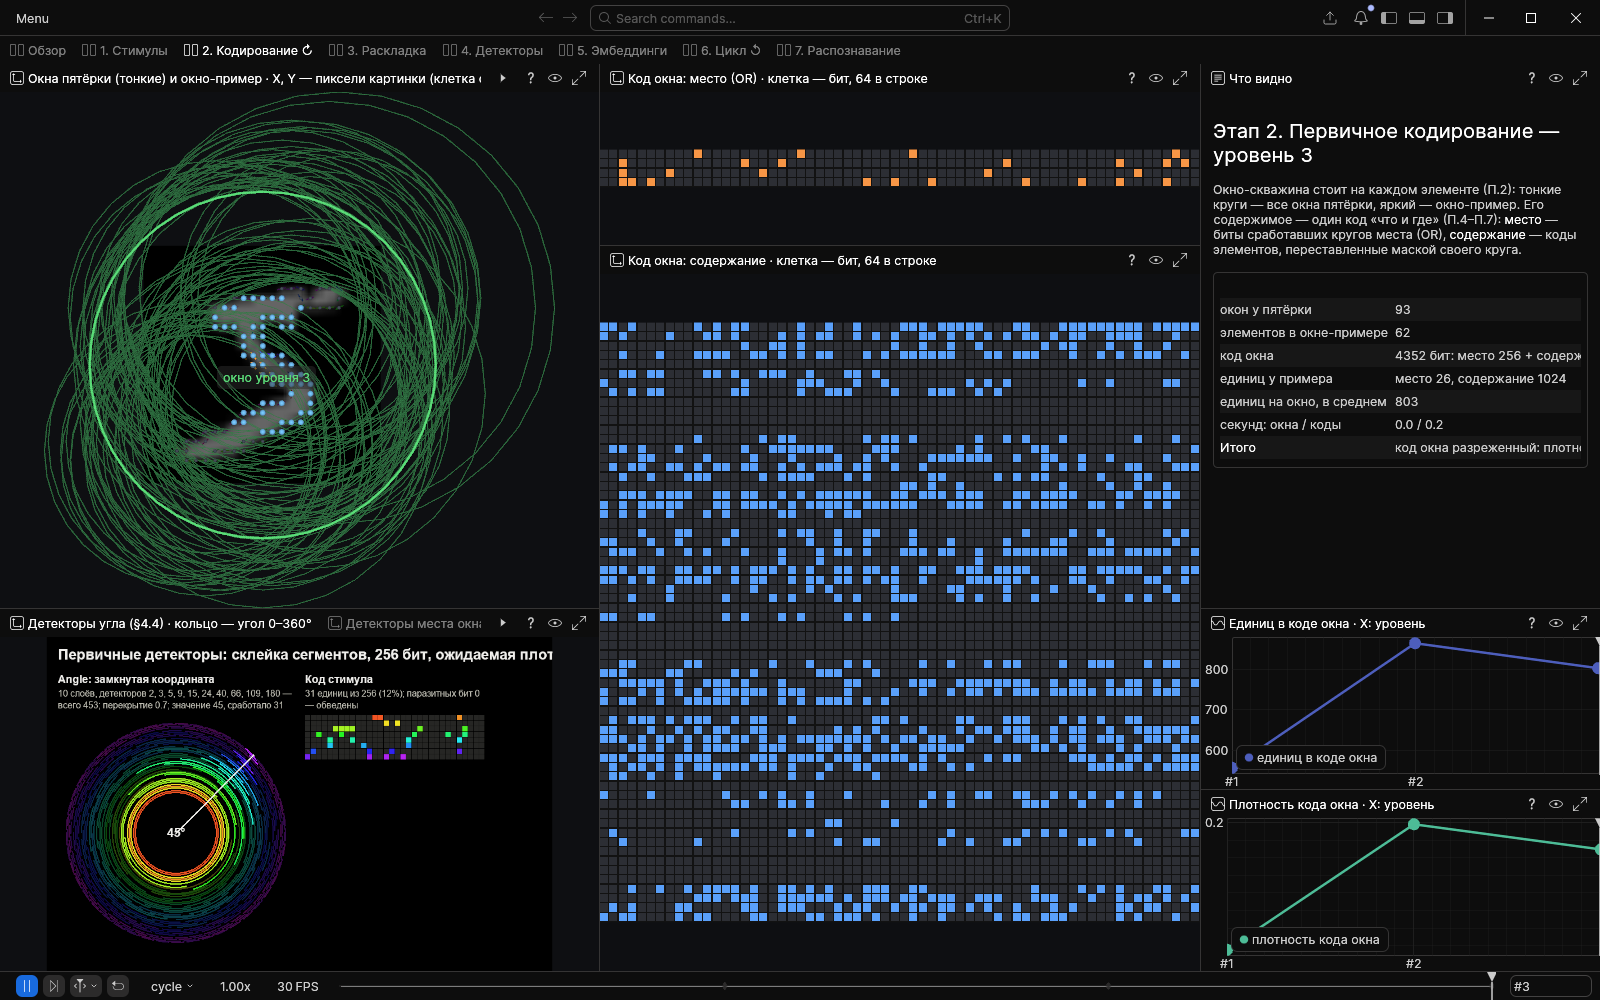 Menu
Search commands...
Ctrl+K
Обзор
1. Стимулы
2. Кодирование
3. Раскладка
4. Детекторы
5. Эмбеддинги
6. Цикл
7. Распознавание
Окна пятёрки (тонкие) и окно-пример · X, Y — пиксели картинки (клетка
?
окно уровня 3
Код окна: место (OR) · клетка — бит, 64 в строке
?
Код окна: содержание · клетка — бит, 64 в строке
?
Что видно
?
Этап 2. Первичное кодирование —
уровень 3
Окно-скважина стоит на каждом элементе (П.2): тонкие
круги — все окна пятёрки, яркий — окно-пример. Его
содержимое — один код «что и где» (П.4–П.7): место —
биты сработавших кругов места (OR), содержание — коды
элементов, переставленные маской своего круга.
окон у пятёрки 93
элементов в окне-примере 62
код окна 4352 бит: место 256 + содерж
единиц у примера место 26, содержание 1024
единиц на окно, в среднем 803
секунд: окна / коды 0.0 / 0.2
Итого код окна разреженный: плотн
Детекторы угла (§4.4) · кольцо — угол 0–360°
Детекторы места окна
?
Первичные детекторы: склейка сегментов, 256 бит, ожидаемая плот
Angle: замкнутая координата
10 слоёв, детекторов 2, 3, 5, 9, 15, 24, 40, 66, 109, 180 —
всего 453; перекрытие 0.7; значение 45, сработало 31
Код стимула
31 единиц из 256 (12%); паразитных бит 0
— обведены
45°
Единиц в коде окна · X: уровень
?
800
700
600
единиц в коде окна
#1
#2
Плотность кода окна · X: уровень
?
0.2
плотность кода окна
#1
#2
cycle
1.00x
30 FPS
#3